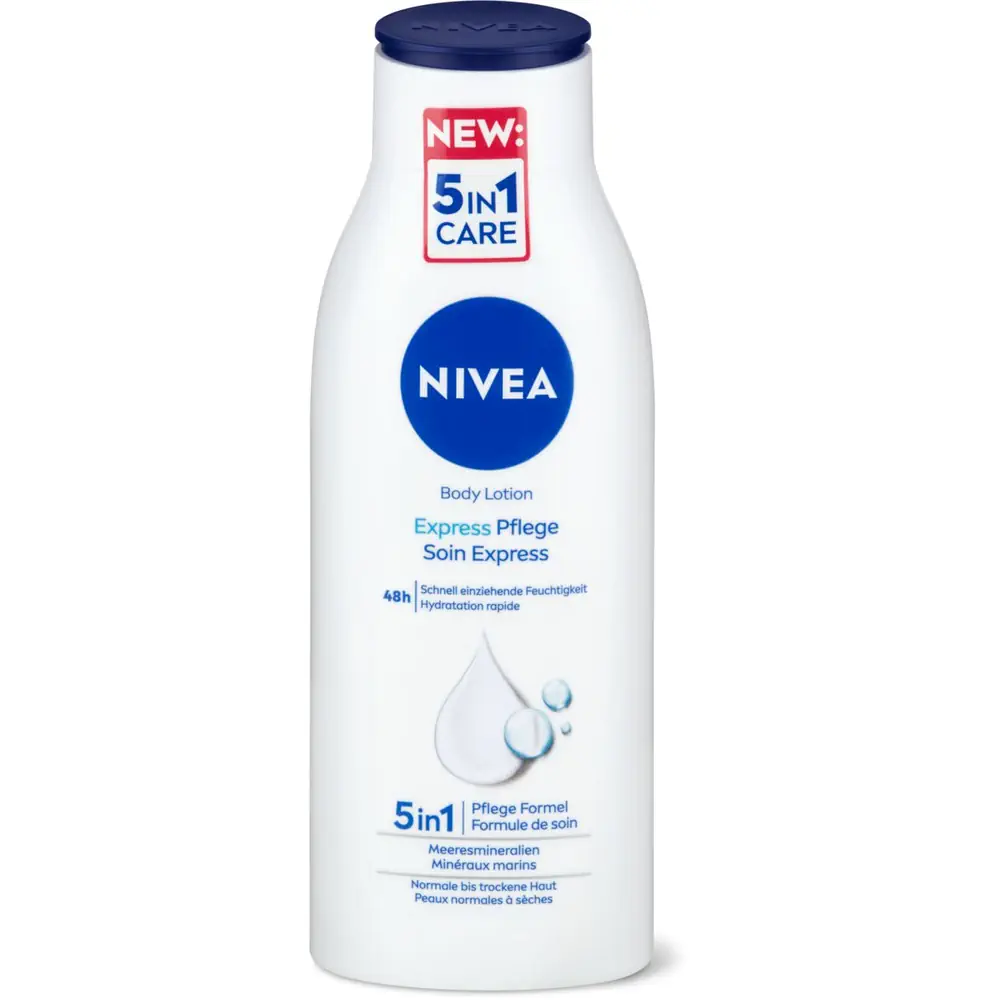 NIVEA
NEW:
5IN1
CARE
NIVEA
Body Lotion
Express Pflege
Soin Express
48h
Schnell einziehende Feuchtigkeit
Hydratation rapide
5in1
Pflege Formel
Formule de soin
Meeresmineralien
Minéraux marins
Normale bis trockene Haut
Peaux normales à sèches